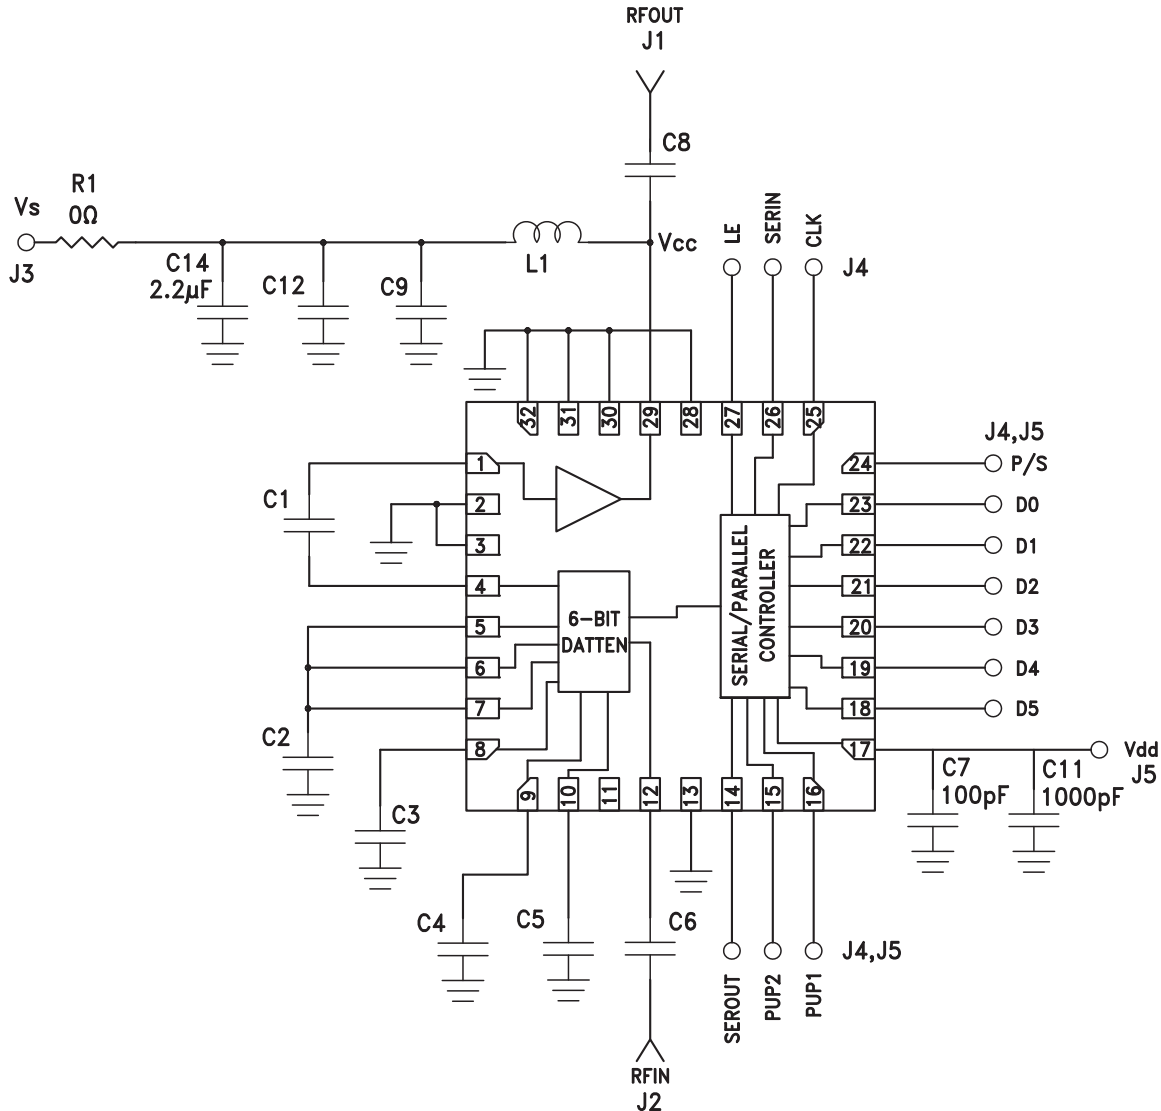 RFOUT
J1
C8
R1
0Ω
Vs
J3
C14
2.2µF
C12
C9
L1
Vcc
LE
SERIN
CLK
J4
32
31
30
29
28
27
26
25
J4,J5
1
24
P/S
C1
2
23
D0
3
22
D1
4
21
D2
SERIAL/PARALLEL
CONTROLLER
6-BIT
DATTEN
5
20
D3
6
19
D4
7
18
D5
C2
8
17
Vdd
J5
C7
100pF
C11
1000pF
9
10
11
12
13
14
15
16
C3
C4
C5
C6
J4,J5
SEROUT
PUP2
PUP1
RFIN
J2